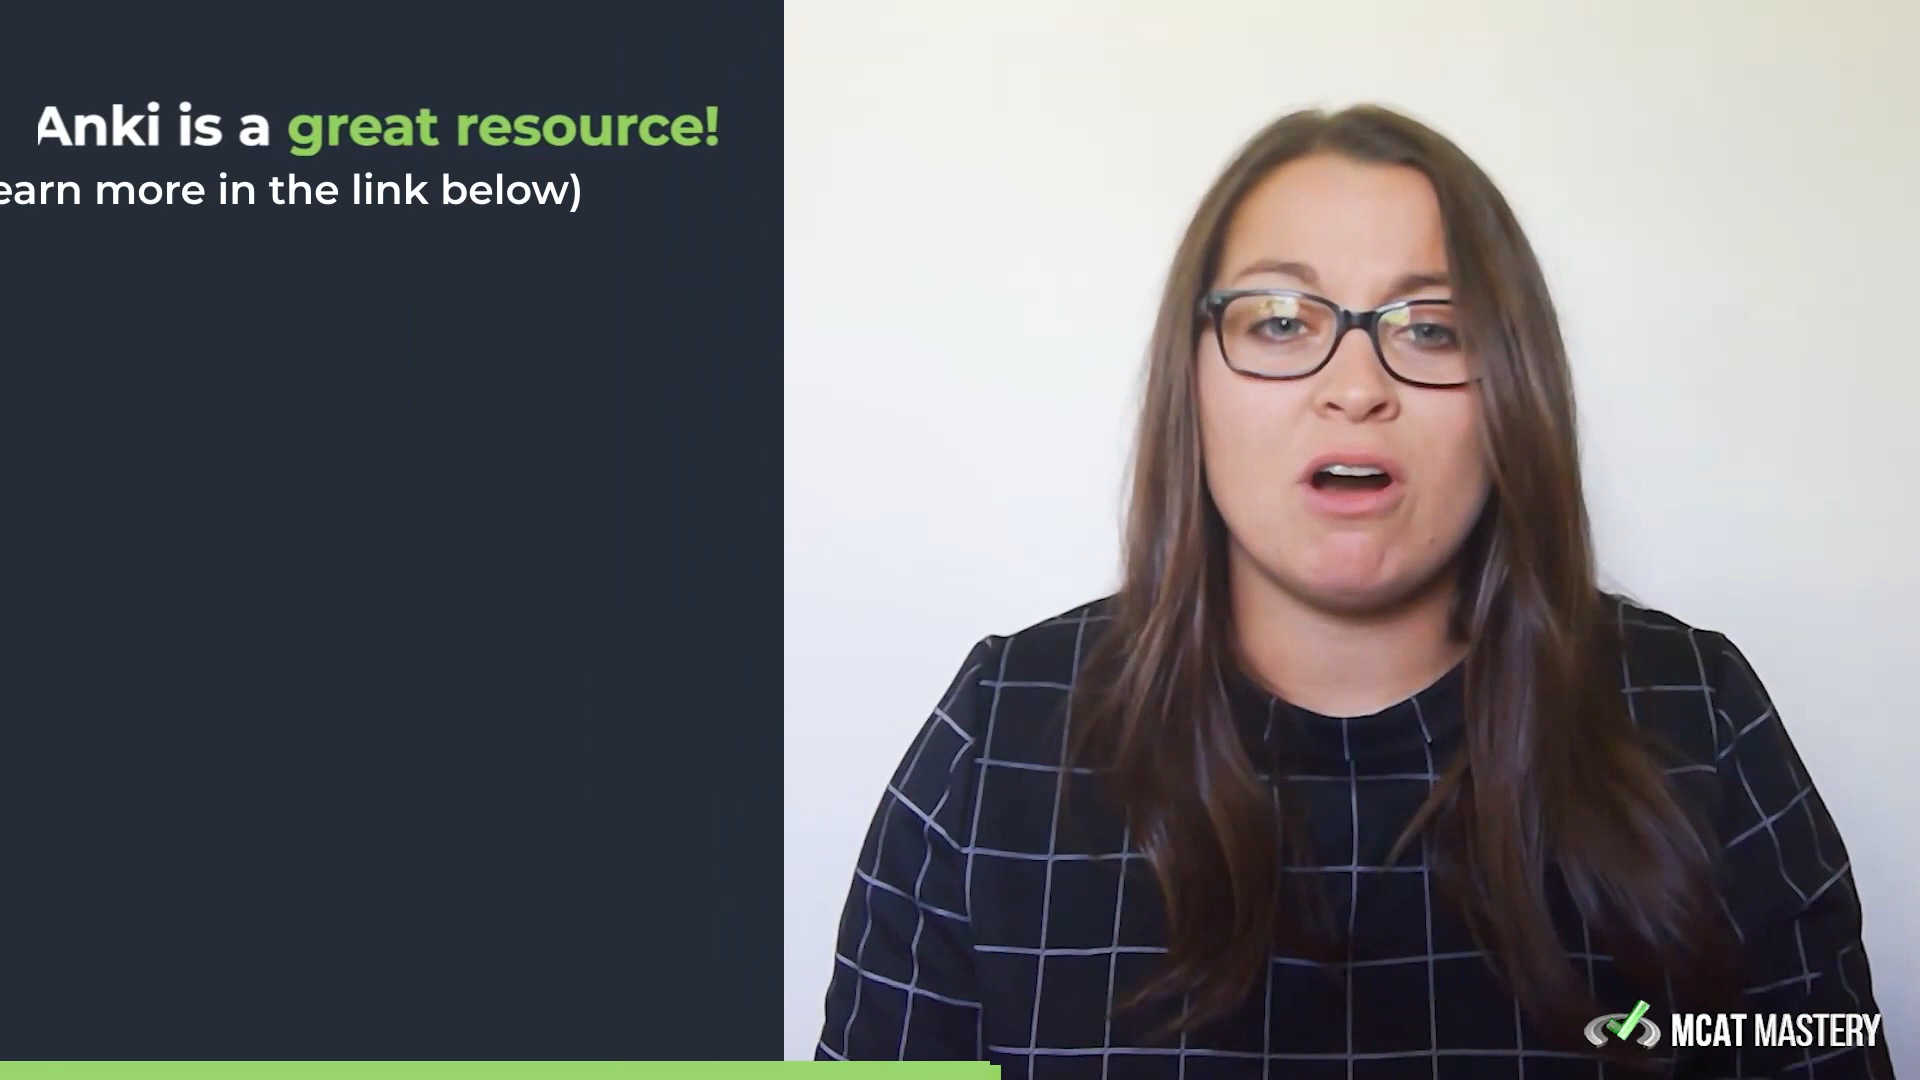 Anki is a great resource!
earn more in the link below)
MCAT MASTERY